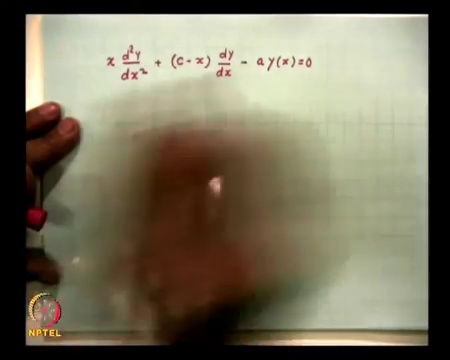 x d²y/dx² + (c-x) dy/dx - a y(x) = 0
NPTEL